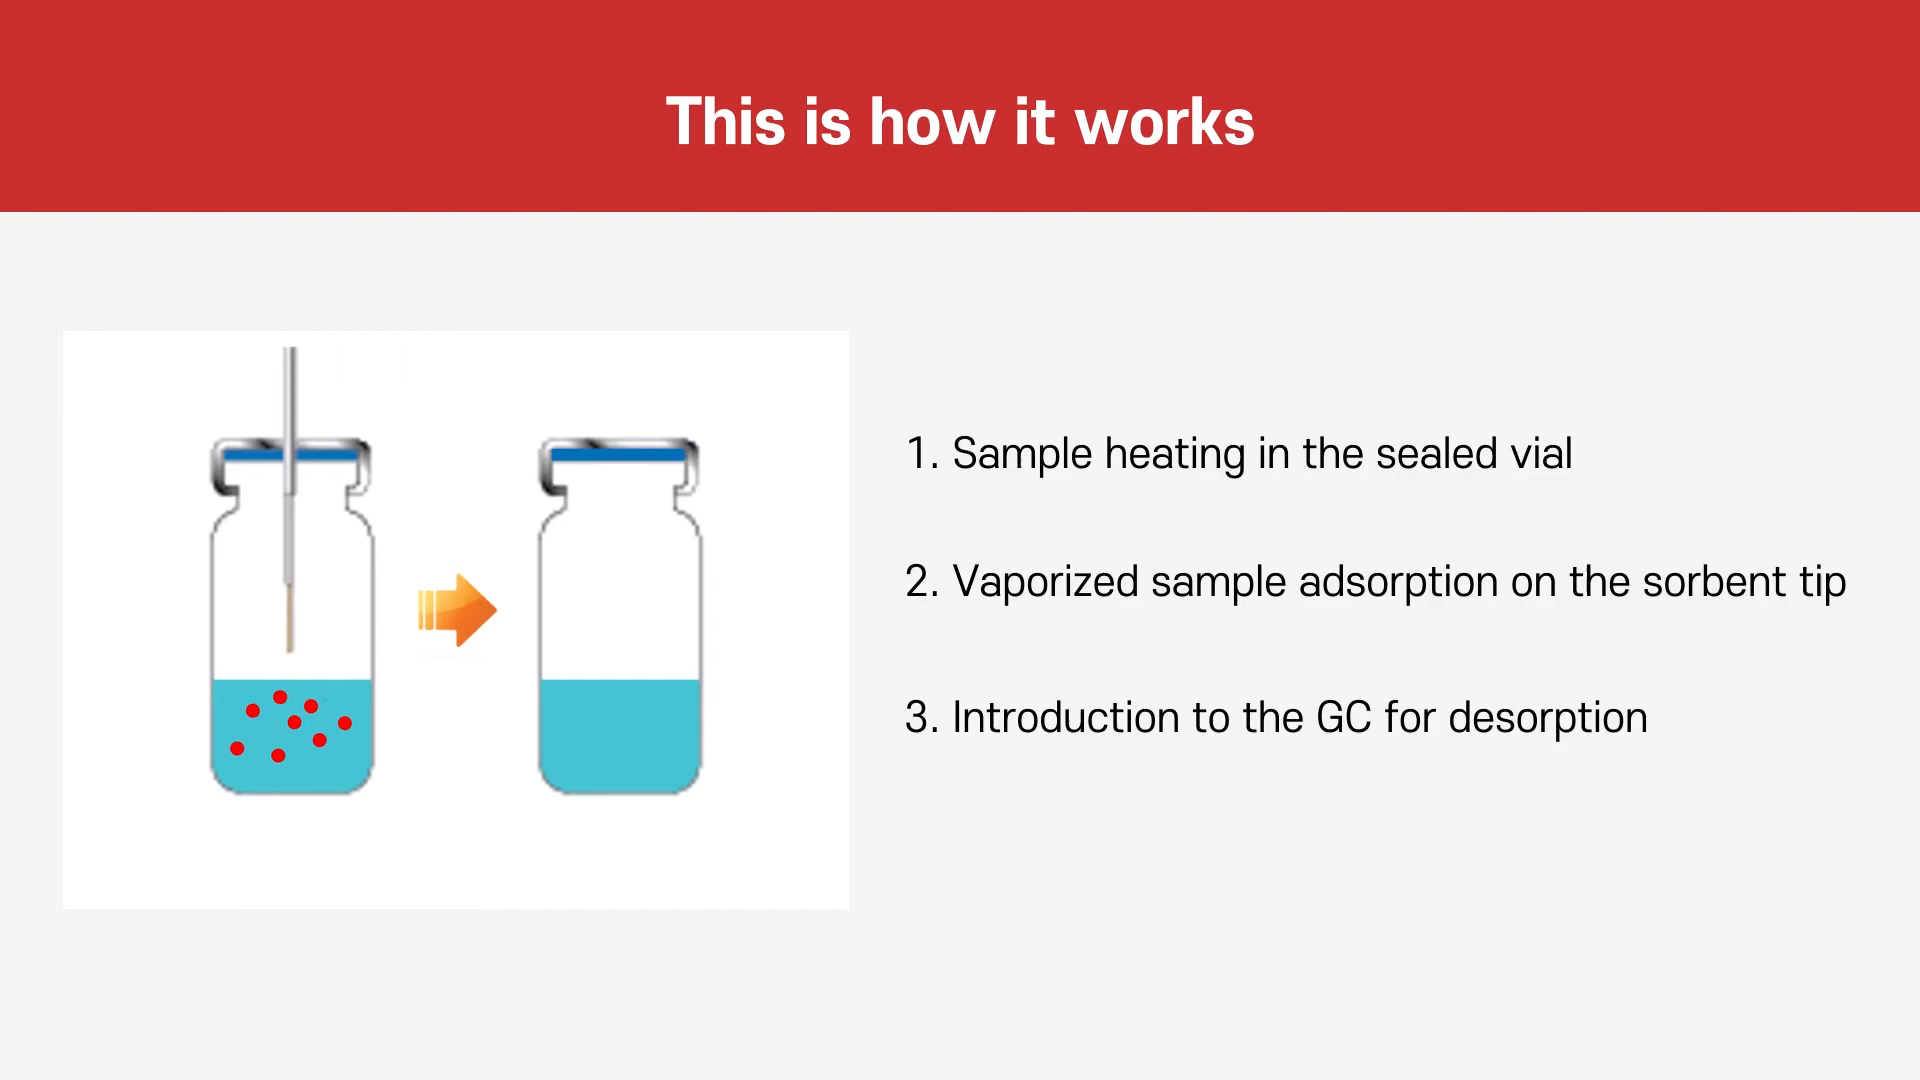 This is how it works
1. Sample heating in the sealed vial
2. Vaporized sample adsorption on the sorbent tip
3. Introduction to the GC for desorption